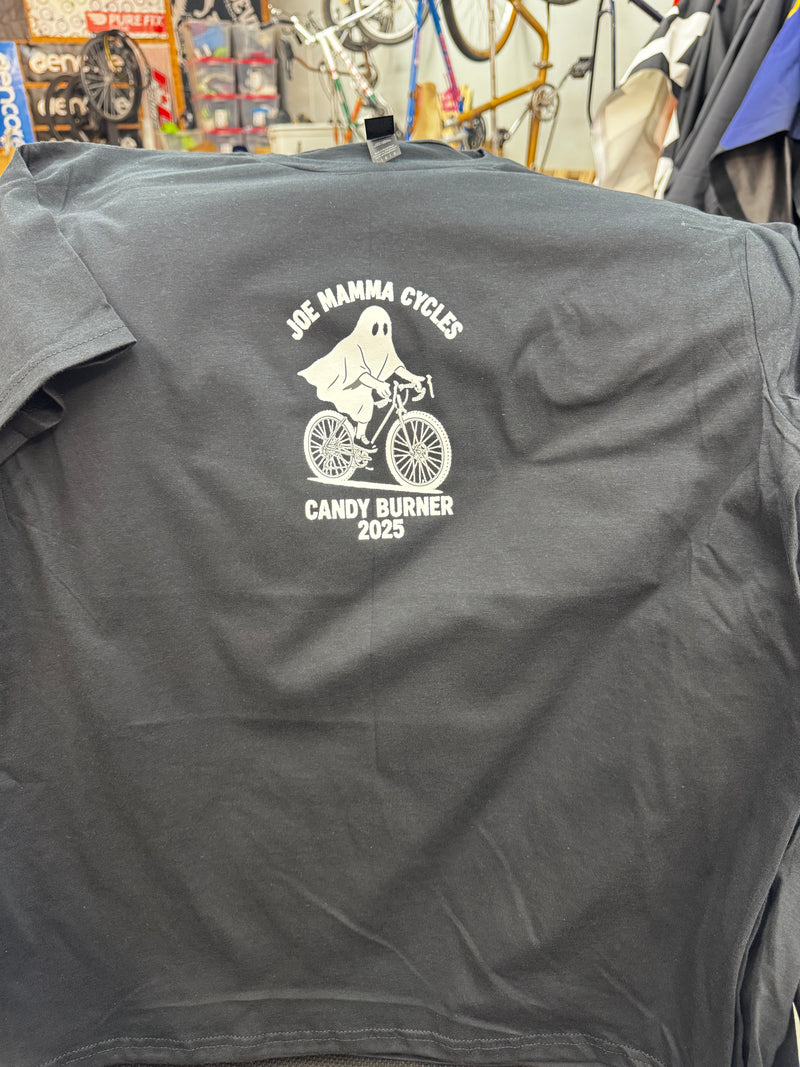 PURE FIX
JOE MAMMA CYCLES
CANDY BURNER
2025